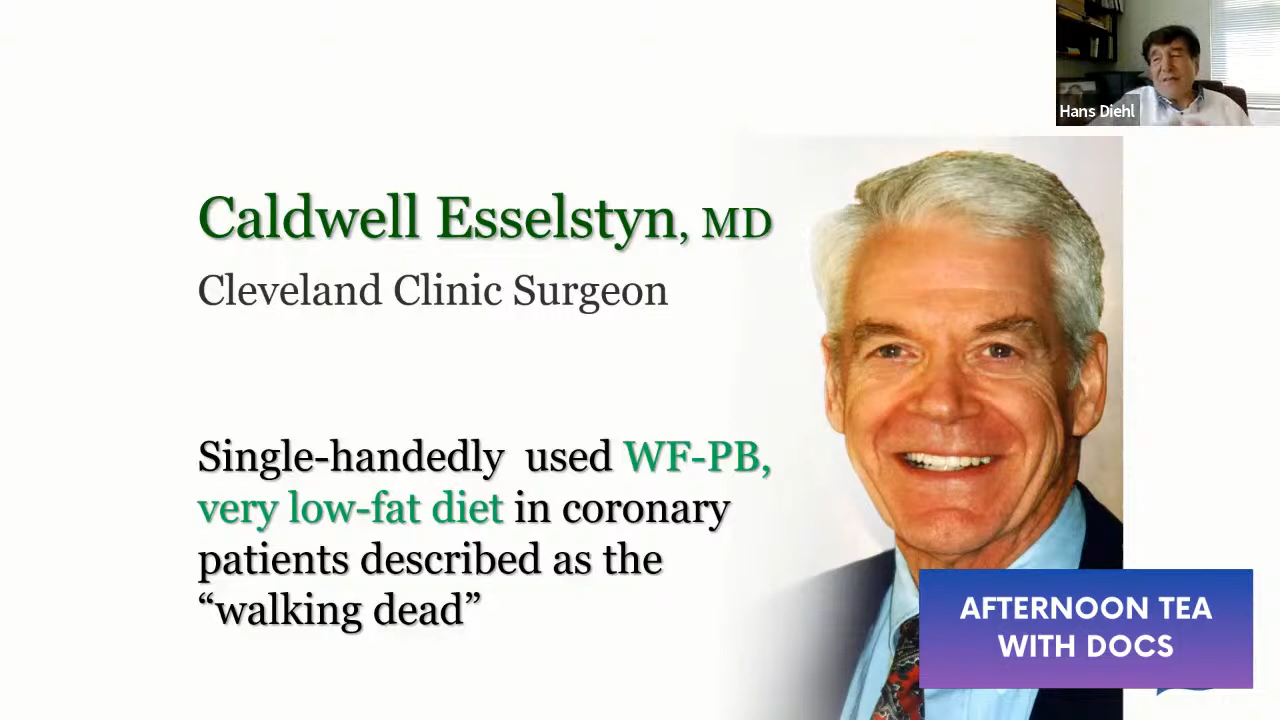 Hans Diehl
Caldwell Esselstyn, MD
Cleveland Clinic Surgeon
Single-handedly used WF-PB,
very low-fat diet in coronary
patients described as the
“walking dead”
AFTERNOON TEA
WITH DOCS